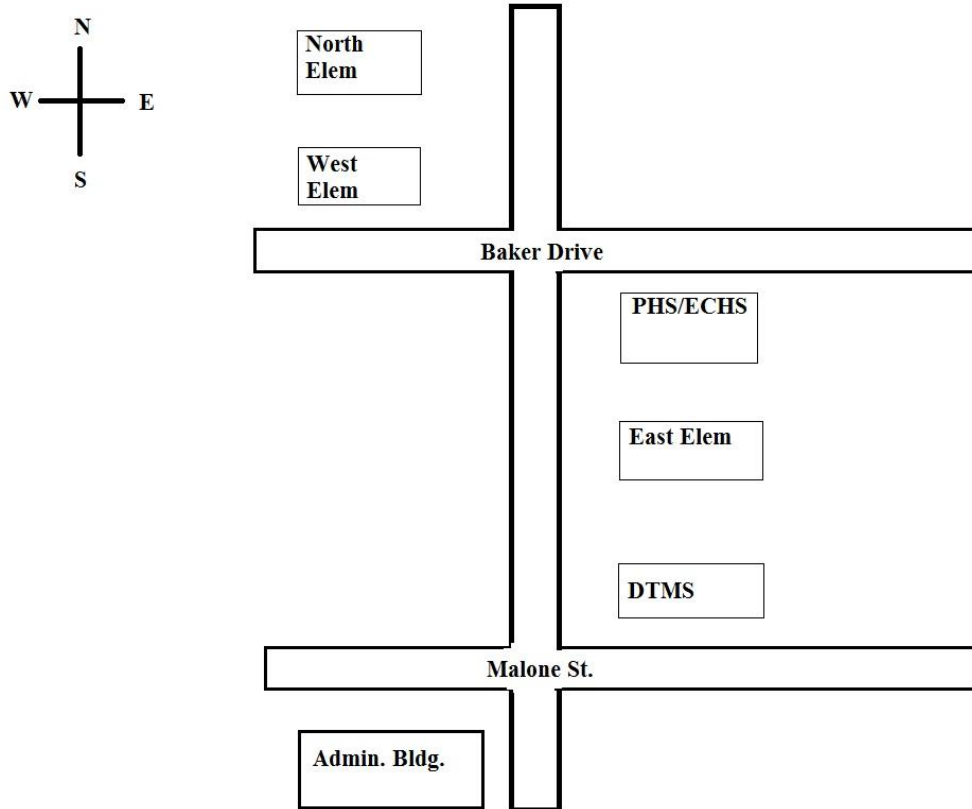 N
W
E
S
North
Elem
West
Elem
Baker Drive
PHS/ECHS
East Elem
DTMS
Malone St.
Admin. Bldg.